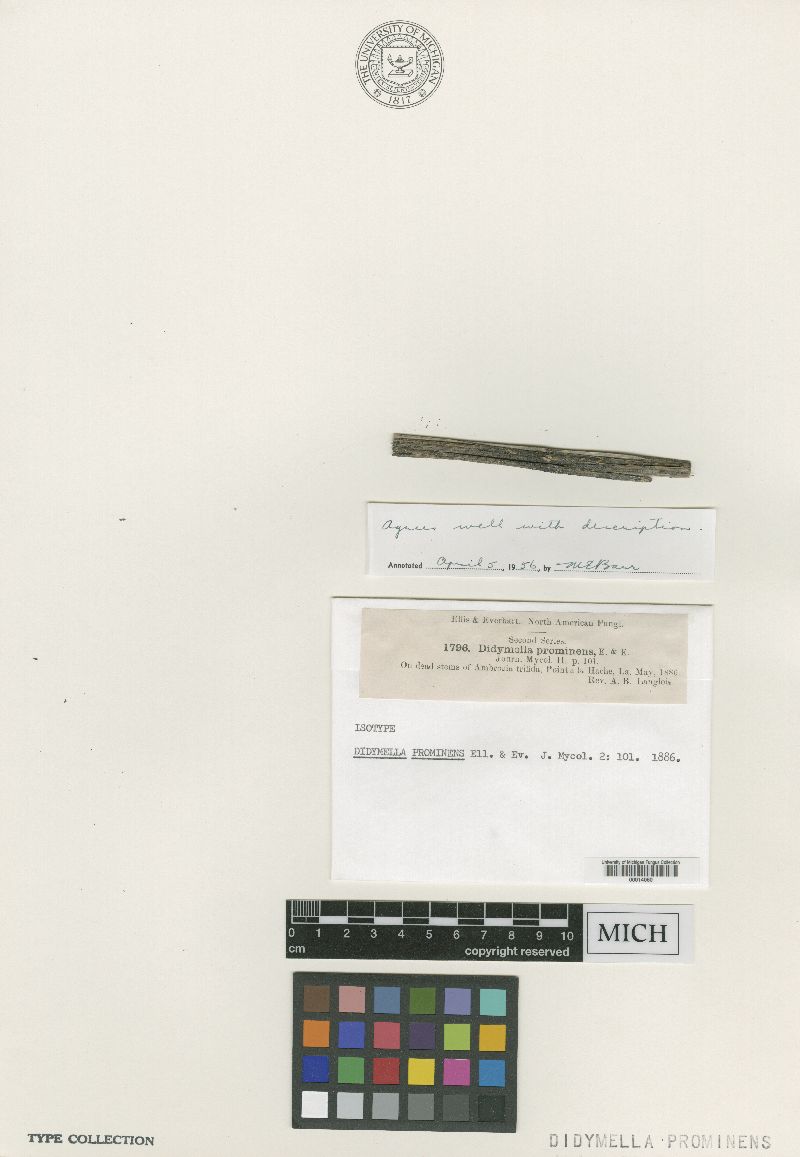 THE UNIVERSITY OF MICHIGAN
1817
Agrees well with description.
Annotated April 5, 1956, by M E Barr
Ellis & Everhart. North American Fungi.
Second Series.
1796. Didymella prominens, E. & E.
Journ. Mycol. II, p. 101.
On dead stems of Ambrosia trifida, Pointe a la Hache, La. May, 1886
Rev. A. B. Langlois
ISOTYPE
DIDYMELLA PROMINENS Ell. & Ev. J. Mycol. 2: 101. 1886.
University of Michigan Fungus Collection
00014060
0 1 2 3 4 5 6 7 8 9 10
cm
copyright reserved
MICH
TYPE COLLECTION
DIDYMELLA PROMINENS